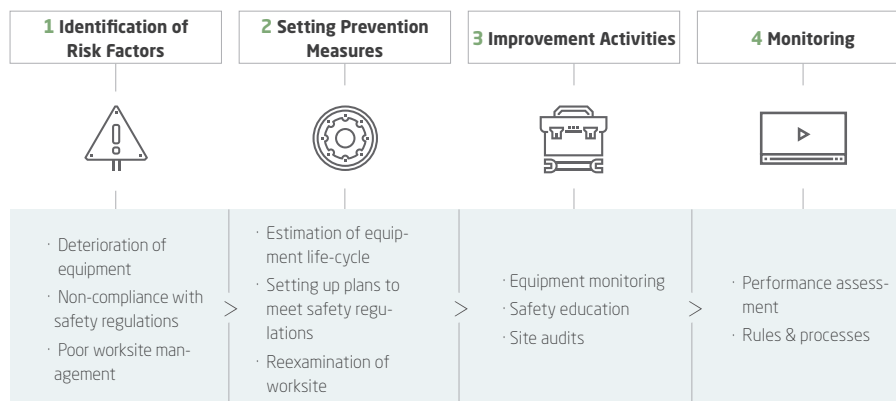 1 Identification of
Risk Factors
2 Setting Prevention
Measures
3 Improvement Activities
4 Monitoring
· Deterioration of
equipment
· Non-compliance with
safety regulations
· Poor worksite man-
agement
>
· Estimation of equip-
ment life-cycle
· Setting up plans to
meet safety regu-
lations
· Reexamination of
worksite
>
· Equipment monitoring
· Safety education
· Site audits
>
· Performance assess-
ment
· Rules & processes